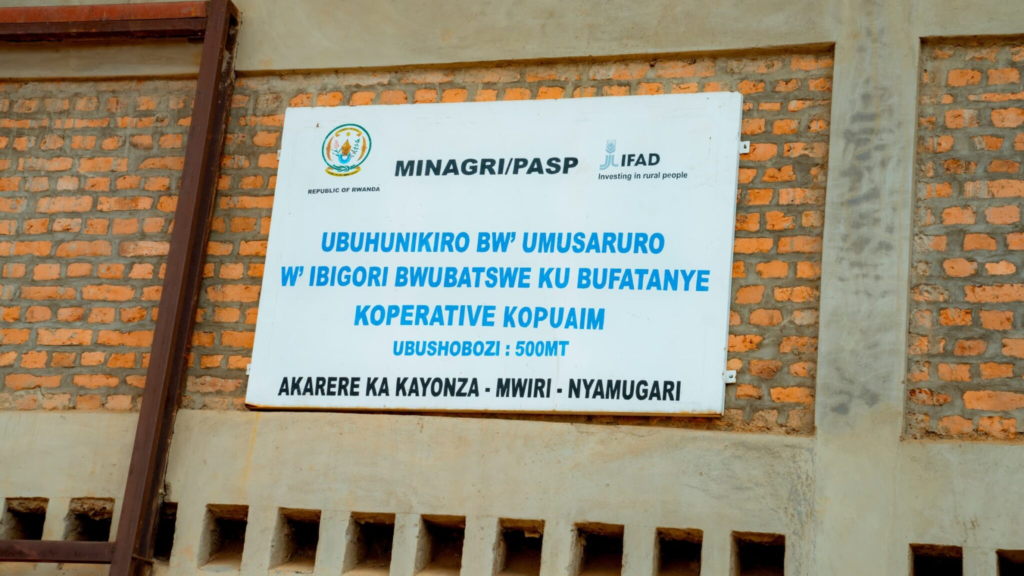 REPUBLIC OF RWANDA
MINAGRI/PASP
JLIFAD
Investing in rural people
UBUHUNIKIRO BW' UMUSARURO
W' IBIGORI BWUBATSWE KU BUFATANYE
KOPERATIVE KOPUAIM
UBUSHOBOZI : 500MT
AKARERE KA KAYONZA - MWIRI - NYAMUGARI